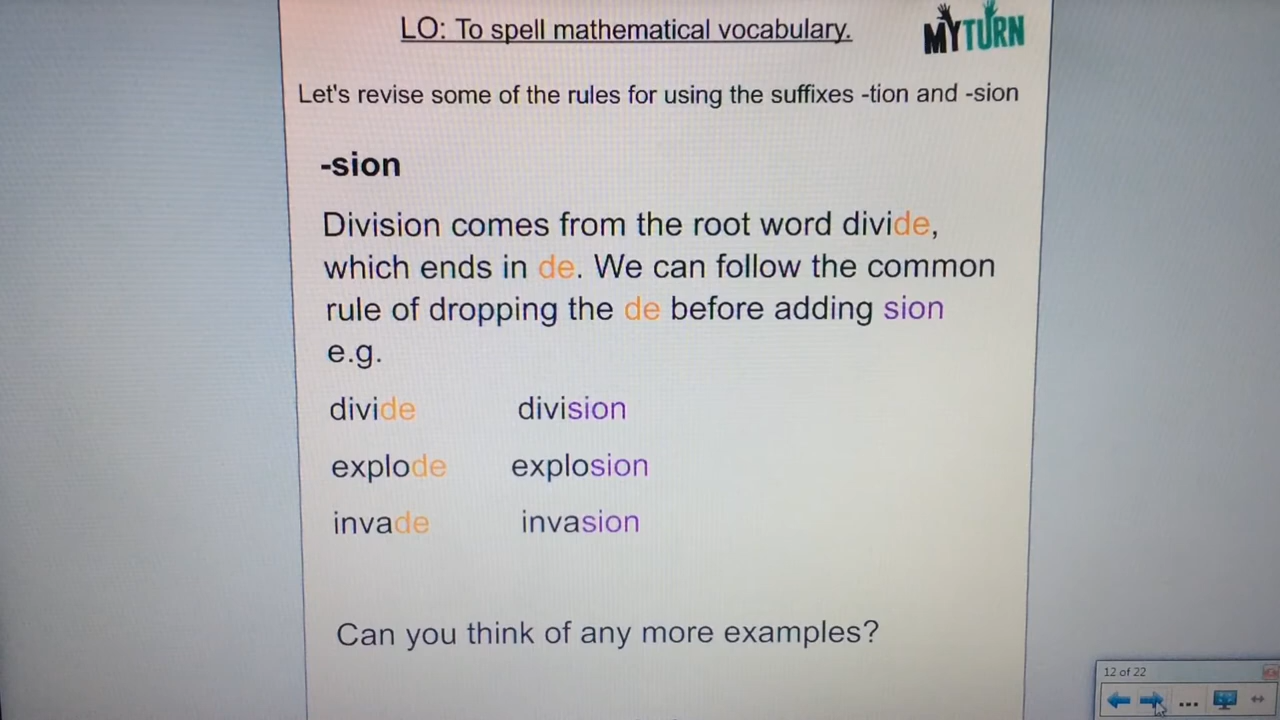 LO: To spell mathematical vocabulary.
MYTURN
Let's revise some of the rules for using the suffixes -tion and -sion
-sion
Division comes from the root word divide,
which ends in de. We can follow the common
rule of dropping the de before adding sion
e.g.
divide division
explode explosion
invade invasion
Can you think of any more examples?
12 of 22